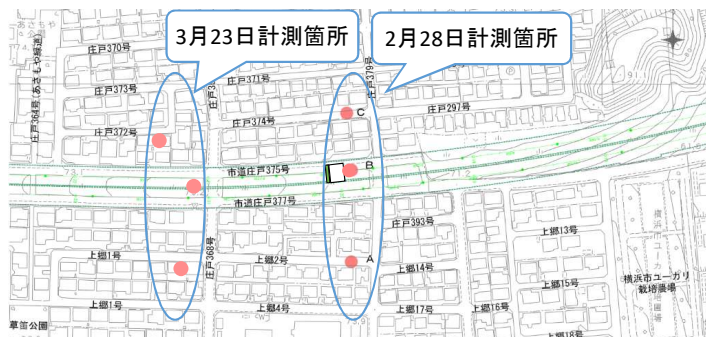 3月23日計測箇所
2月28日計測箇所
庄戸370号
庄戸371号
庄戸379号
庄戸373号
庄戸364号(あさもや緑道)
庄戸372号
庄戸374号
庄戸297号
C
市道庄戸375号
B
市道庄戸377号
庄戸393号
庄戸368号
上郷1号
上郷2号
A
上郷13号
上郷14号
上郷15号
横浜市ユーカリ
栽培農場
上郷1号
上郷4号
上郷17号
上郷18号
草笛公園